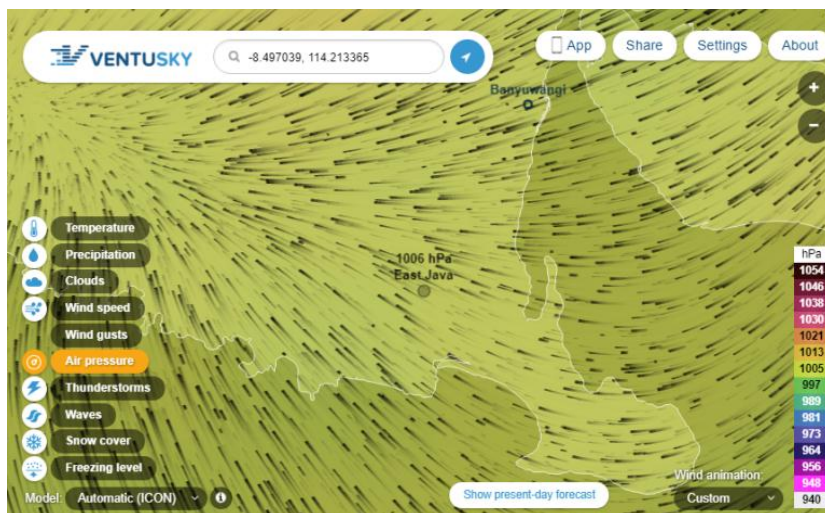 VENTUSKY
-8.497039, 114.213365
App
Share
Settings
About
+
−
Banyuwangi
1006 hPa
East Java
Temperature
Precipitation
Clouds
Wind speed
Wind gusts
Air pressure
Thunderstorms
Waves
Snow cover
Freezing level
Model: Automatic (ICON)
Show present-day forecast
Wind animation:
Custom
hPa
1054
1046
1038
1030
1021
1013
1005
997
989
981
973
964
956
948
940